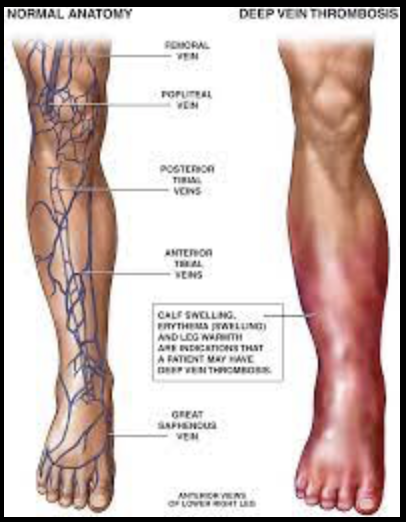 NORMAL ANATOMY
DEEP VEIN THROMBOSIS
FEMORAL
VEIN
POPLITEAL
VEIN
POSTERIOR
TIBIAL
VEINS
ANTERIOR
TIBIAL
VEINS
CALF SWELLING,
ERYTHEMA (SWELLING)
AND LEG WARMTH
ARE INDICATIONS THAT
A PATIENT MAY HAVE
DEEP VEIN THROMBOSIS.
GREAT
SAPHENOUS
VEIN
ANTERIOR VIEWS
OF LOWER RIGHT LEG